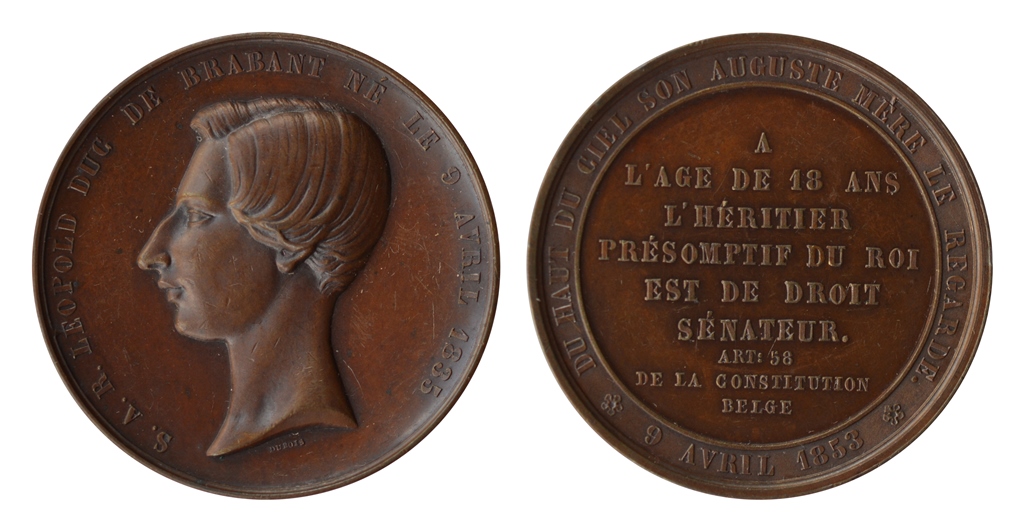 S. A. R. LEOPOLD DUC DE BRABANT NÉ LE 9 AVRIL 1835
DUBOIS
DU HAUT DU CIEL SON AUGUSTE MÈRE LE REGARDE.
A
L'AGE DE 18 ANS
L'HÉRITIER
PRÉSOMPTIF DU ROI
EST DE DROIT
SÉNATEUR.
ART: 58
DE LA CONSTITUTION
BELGE
9 AVRIL 1853